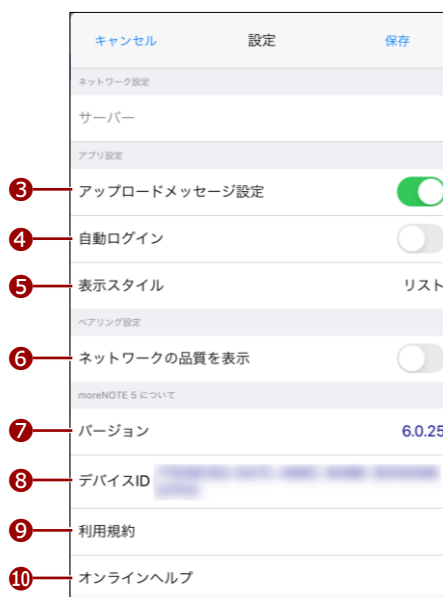 キャンセル 設定 保存
ネットワーク設定
サーバー
アプリ設定
3 アップロードメッセージ設定
4 自動ログイン
5 表示スタイル リスト
ペアリング設定
6 ネットワークの品質を表示
moreNOTE 5 について
7 バージョン 6.0.25
8 デバイスID
9 利用規約
10 オンラインヘルプ